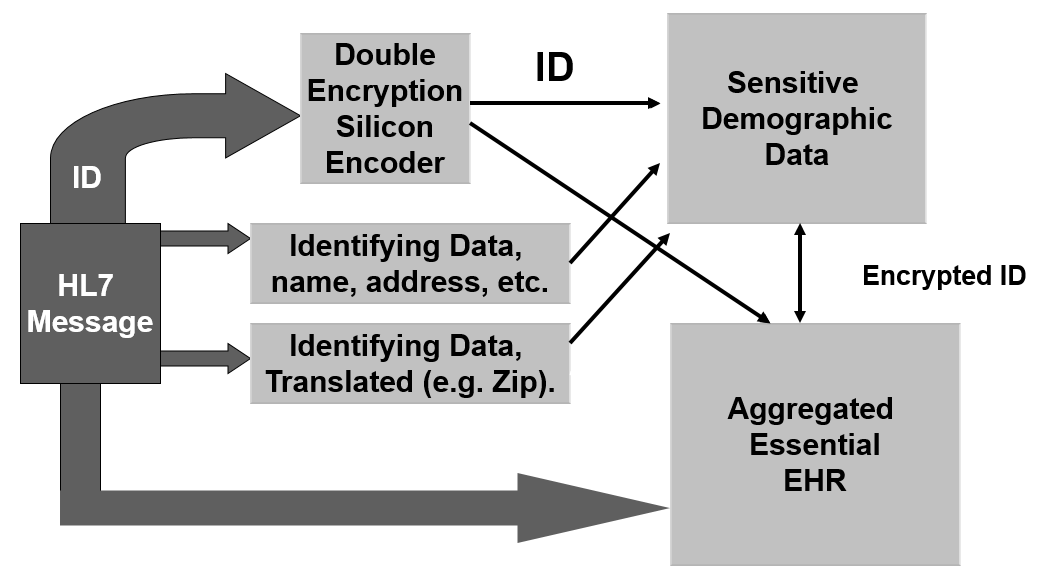 Double
Encryption
Silicon
Encoder
ID
Sensitive
Demographic
Data
ID
HL7
Message
Identifying Data,
name, address, etc.
Encrypted ID
Identifying Data,
Translated (e.g. Zip).
Aggregated
Essential
EHR